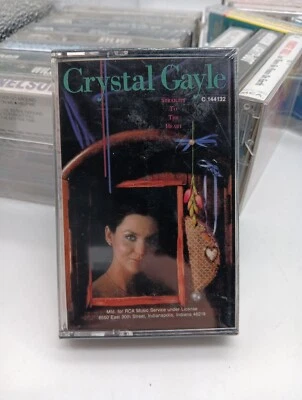 Crystal Gayle
STRAIGHT
To
The
Heart
C 144132
Mfd. for RCA Music Service under License
6550 East 30th Street, Indianapolis, Indiana 46219